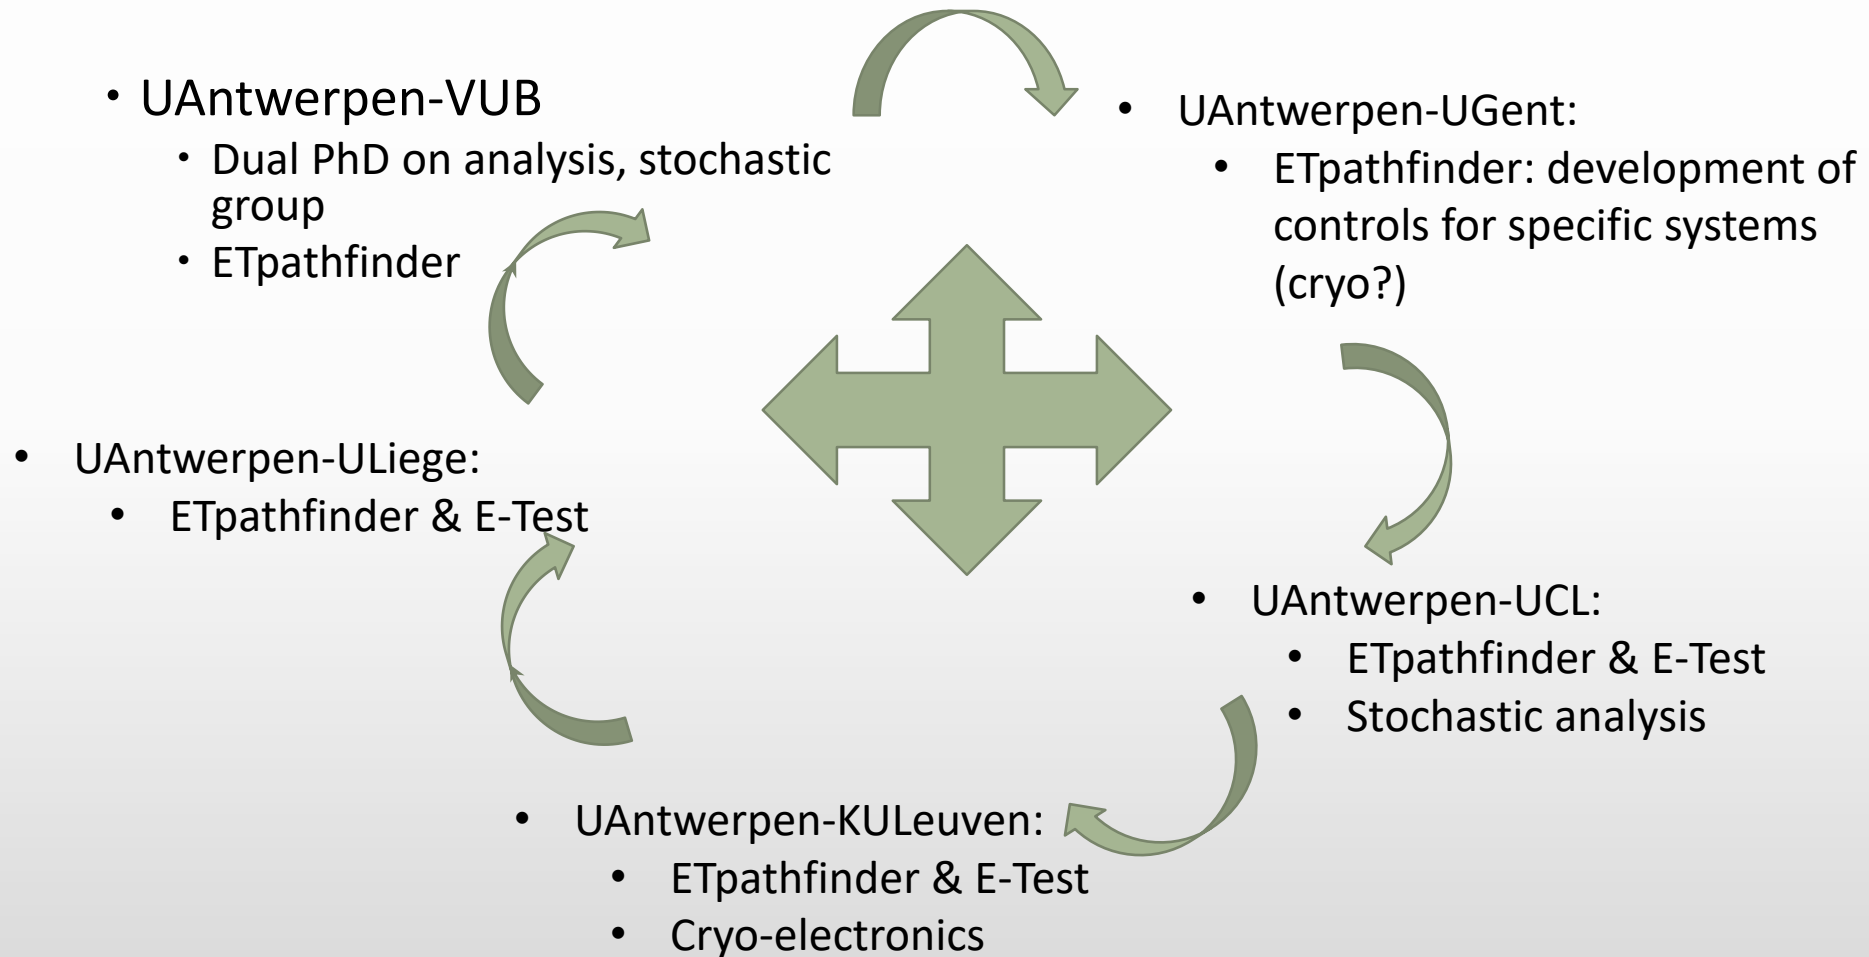 • UAntwerpen-VUB
• Dual PhD on analysis, stochastic
group
• ETpathfinder
• UAntwerpen-UGent:
• ETpathfinder: development of
controls for specific systems
(cryo?)
• UAntwerpen-UCL:
• ETpathfinder & E-Test
• Stochastic analysis
• UAntwerpen-KULeuven:
• ETpathfinder & E-Test
• Cryo-electronics
• UAntwerpen-ULiege:
• ETpathfinder & E-Test